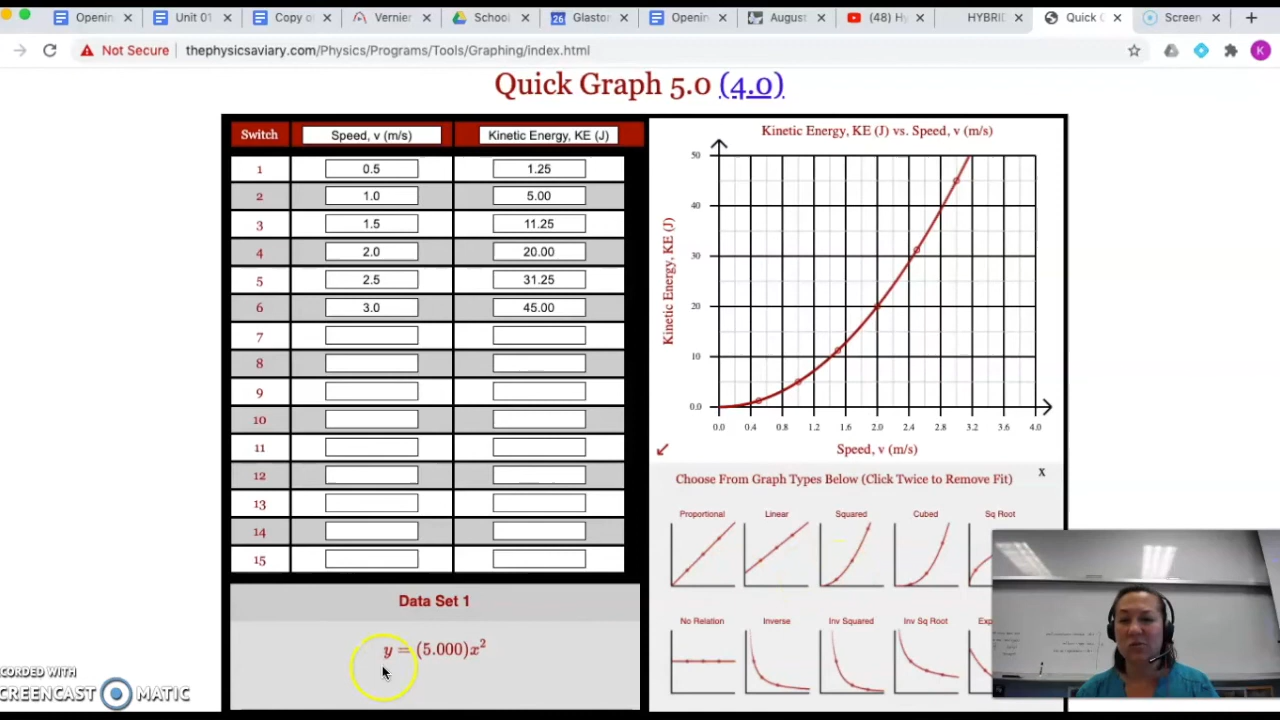 Openin
Unit 01
Copy o
Vernier
School
26 Glaston
Openin
August
(48) Hy
HYBRI
Quick
Screen
Not Secure thephysicsaviary.com/Physics/Programs/Tools/Graphing/index.html
K
Quick Graph 5.0 (4.0)
Switch Speed, v (m/s) Kinetic Energy, KE (J)
1 0.5 1.25
2 1.0 5.00
3 1.5 11.25
4 2.0 20.00
5 2.5 31.25
6 3.0 45.00
7
8
9
10
11
12
13
14
15
Data Set 1
y = (5.000)x²
Kinetic Energy, KE (J) vs. Speed, v (m/s)
Kinetic Energy, KE (J)
50
40
30
20
10
0.0
0.0 0.4 0.8 1.2 1.6 2.0 2.4 2.8 3.2 3.6 4.0
Speed, v (m/s)
x
Choose From Graph Types Below (Click Twice to Remove Fit)
Proportional Linear Squared Cubed Sq Root
No Relation Inverse Inv Squared Inv Sq Root Exp
RECORDED WITH
SCREENCAST MATIC